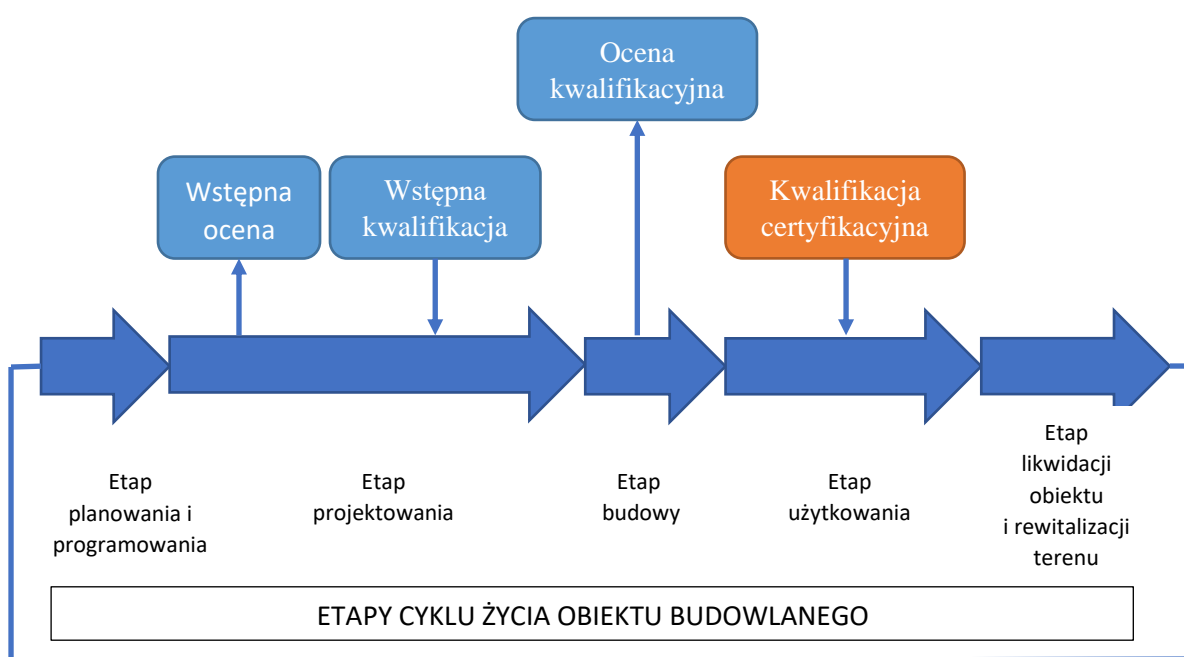 Ocena
kwalifikacyjna
Wstępna
ocena
Wstępna
kwalifikacja
Kwalifikacja
certyfikacyjna
Etap
planowania i
programowania
Etap
projektowania
Etap
budowy
Etap
użytkowania
Etap
likwidacji
obiektu
i rewitalizacji
terenu
ETAPY CYKLU ŻYCIA OBIEKTU BUDOWLANEGO